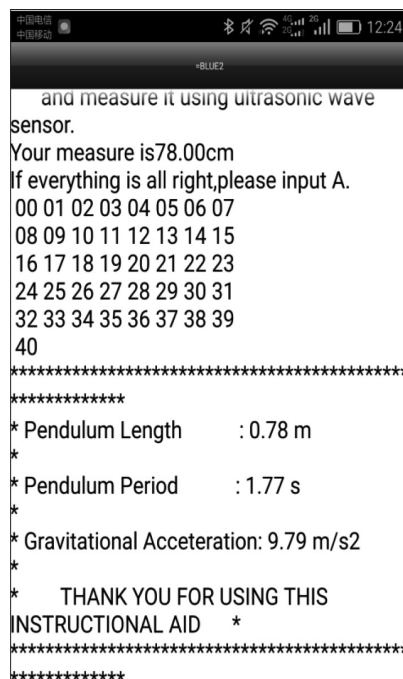 中国电信
中国移动 4G 2G 2G 12:24
=BLUE2
and measure it using ultrasonic wave
sensor.
Your measure is78.00cm
If everything is all right,please input A.
00 01 02 03 04 05 06 07
08 09 10 11 12 13 14 15
16 17 18 19 20 21 22 23
24 25 26 27 28 29 30 31
32 33 34 35 36 37 38 39
40
********************************************
*************
* Pendulum Length : 0.78 m
*
* Pendulum Period : 1.77 s
*
* Gravitational Acceteration: 9.79 m/s2
*
* THANK YOU FOR USING THIS
INSTRUCTIONAL AID *
********************************************
*************